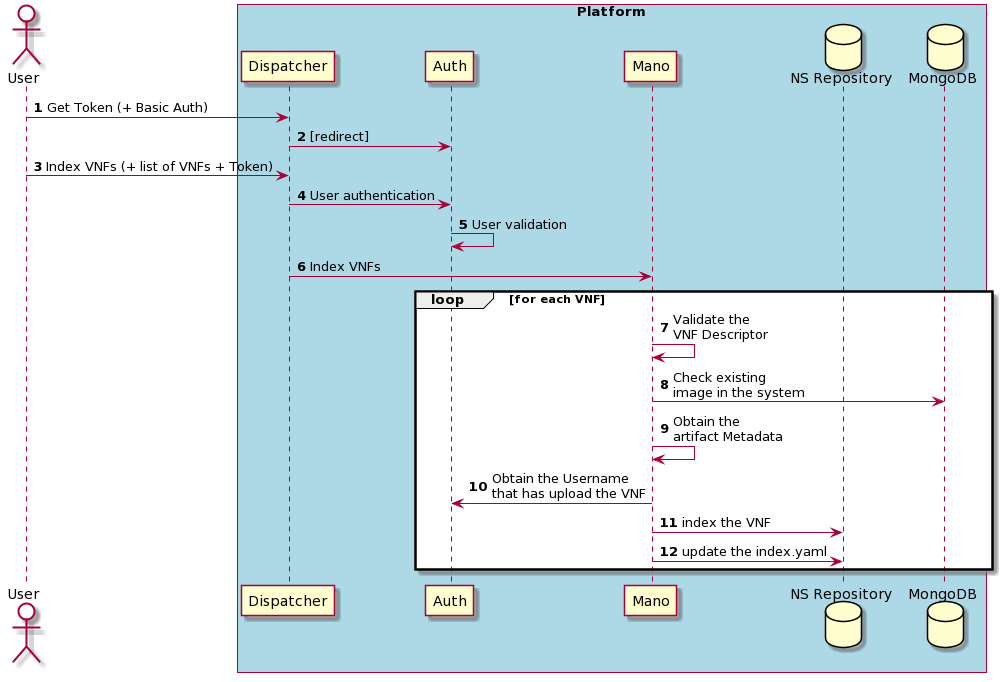 Platform
User
Dispatcher
Auth
Mano
NS Repository
MongoDB
1 Get Token (+ Basic Auth)
2 [redirect]
3 Index VNFs (+ list of VNFs + Token)
4 User authentication
5 User validation
6 Index VNFs
loop [for each VNF]
7 Validate the
VNF Descriptor
8 Check existing
image in the system
9 Obtain the
artifact Metadata
10 Obtain the Username
that has upload the VNF
11 index the VNF
12 update the index.yaml
User
Dispatcher
Auth
Mano
NS Repository
MongoDB